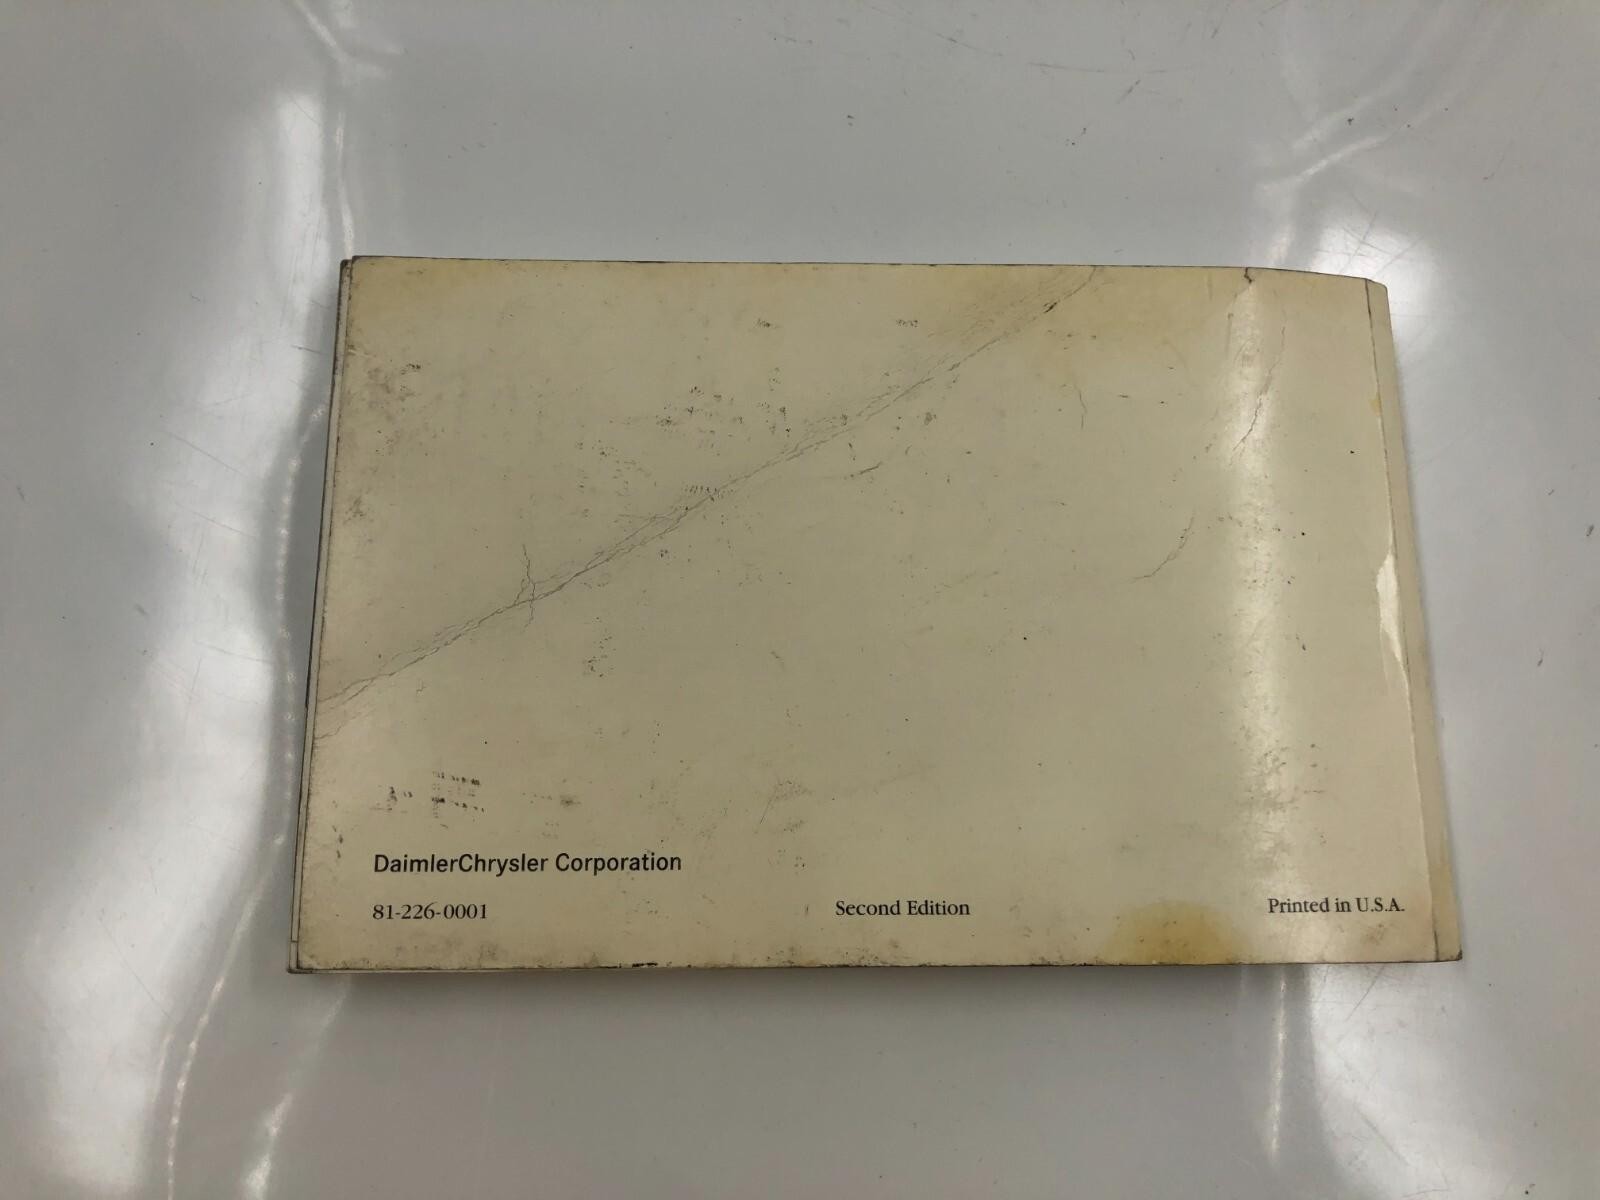 DaimlerChrysler Corporation
81-226-0001 Second Edition Printed in U.S.A.